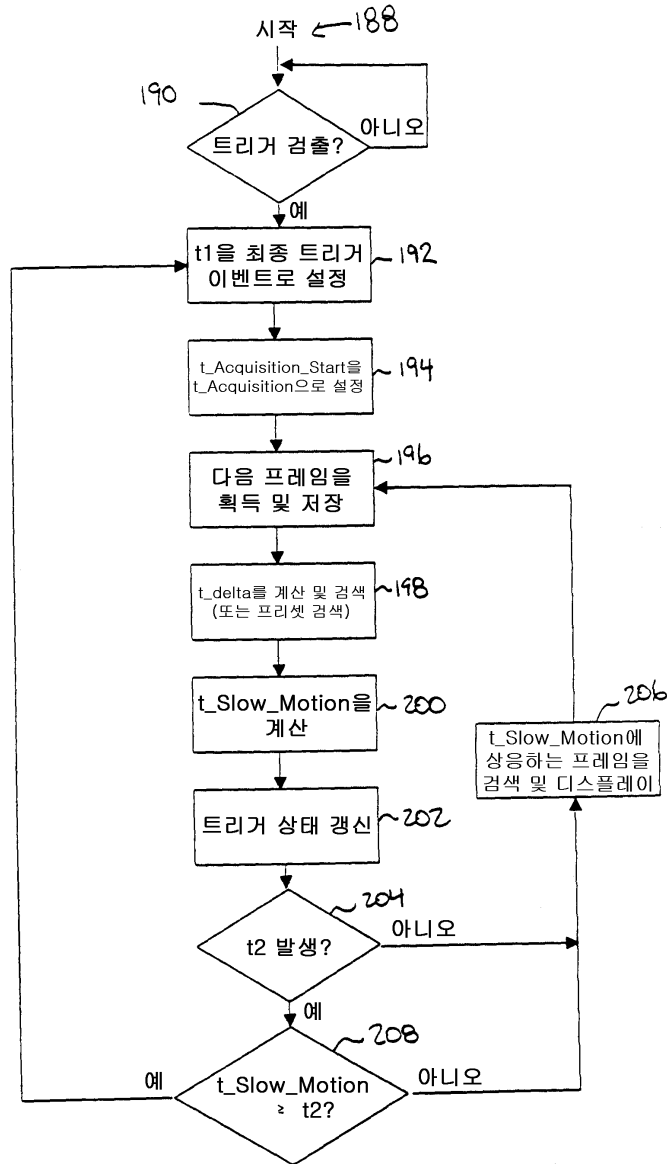 시작 188
190
트리거 검출?
아니오
예
t1을 최종 트리거
이벤트로 설정
192
t_Acquisition_Start을
t_Acquisition으로 설정
194
196
다음 프레임을
획득 및 저장
t_delta를 계산 및 검색
(또는 프리셋 검색)
198
t_Slow_Motion을
계산
200
206
t_Slow_Motion에
상응하는 프레임을
검색 및 디스플레이
트리거 상태 갱신
202
204
t2 발생?
아니오
예
208
t_Slow_Motion
≥ t2?
예
아니오